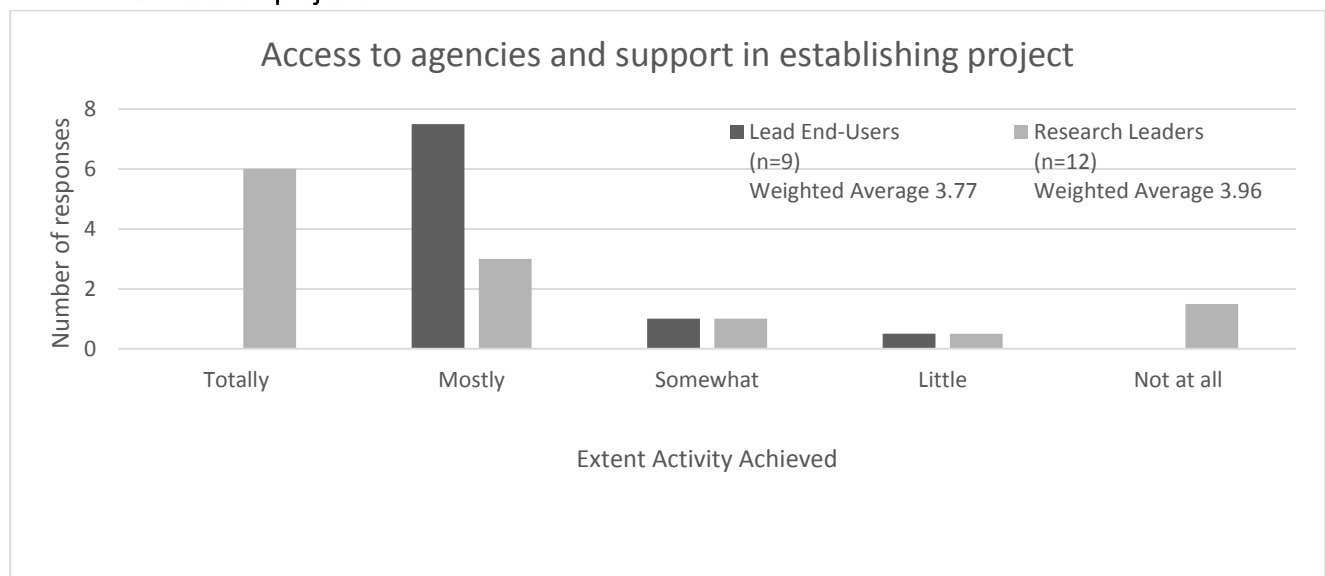 Access to agencies and support in establishing project
Number of responses
8
6
4
2
0
Lead End-Users
(n=9)
Weighted Average 3.77
Research Leaders
(n=12)
Weighted Average 3.96
Totally
Mostly
Somewhat
Little
Not at all
Extent Activity Achieved